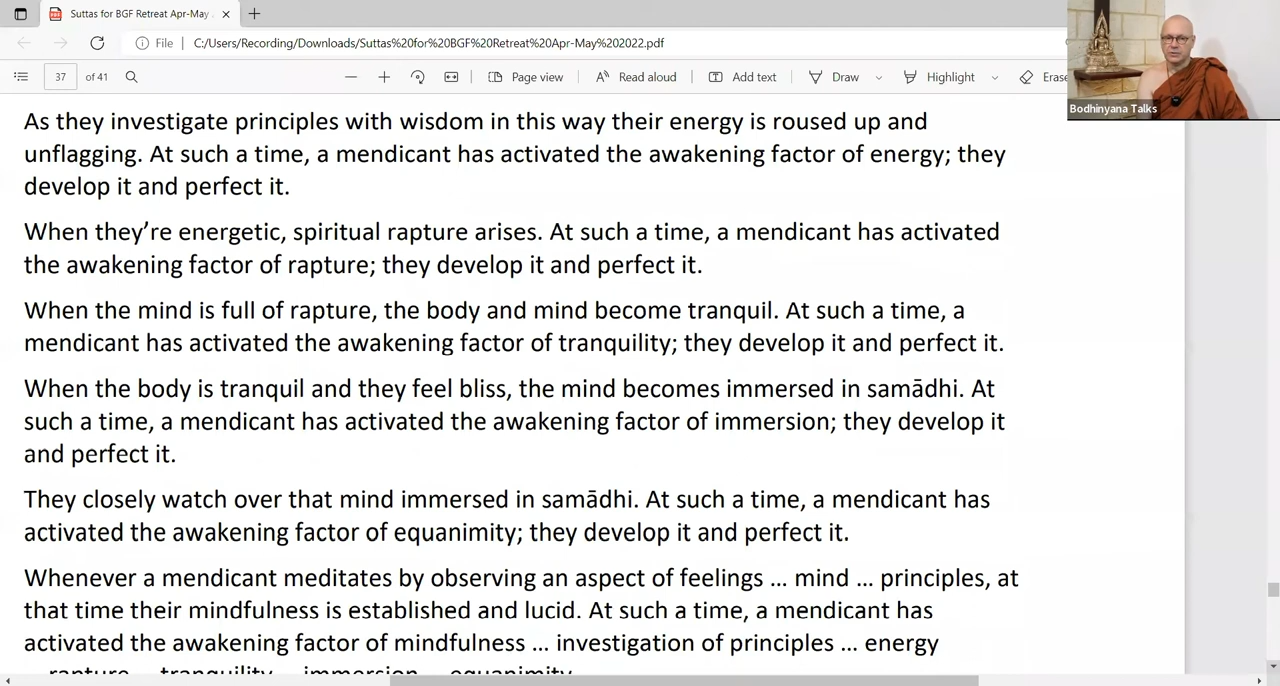 Suttas for BGF Retreat Apr-May
File C:/Users/Recording/Downloads/Suttas%20for%20BGF%20Retreat%20Apr-May%202022.pdf
37 of 41 Page view Read aloud Add text Draw Highlight Erase
Bodhinyana Talks
As they investigate principles with wisdom in this way their energy is roused up and
unflagging. At such a time, a mendicant has activated the awakening factor of energy; they
develop it and perfect it.
When they’re energetic, spiritual rapture arises. At such a time, a mendicant has activated
the awakening factor of rapture; they develop it and perfect it.
When the mind is full of rapture, the body and mind become tranquil. At such a time, a
mendicant has activated the awakening factor of tranquility; they develop it and perfect it.
When the body is tranquil and they feel bliss, the mind becomes immersed in samādhi. At
such a time, a mendicant has activated the awakening factor of immersion; they develop it
and perfect it.
They closely watch over that mind immersed in samādhi. At such a time, a mendicant has
activated the awakening factor of equanimity; they develop it and perfect it.
Whenever a mendicant meditates by observing an aspect of feelings ... mind ... principles, at
that time their mindfulness is established and lucid. At such a time, a mendicant has
activated the awakening factor of mindfulness ... investigation of principles ... energy
... rapture ... tranquility ... immersion ... equanimity